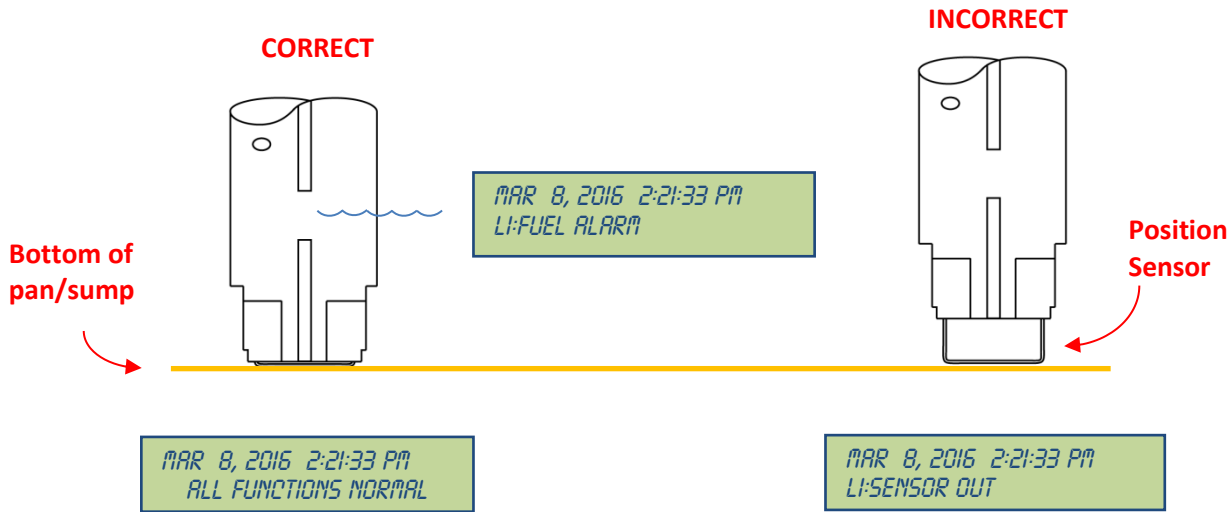 CORRECT
INCORRECT
MAR 8, 2016 2:21:33 PM
L1:FUEL ALARM
Bottom of
pan/sump
Position
Sensor
MAR 8, 2016 2:21:33 PM
ALL FUNCTIONS NORMAL
MAR 8, 2016 2:21:33 PM
L1:SENSOR OUT